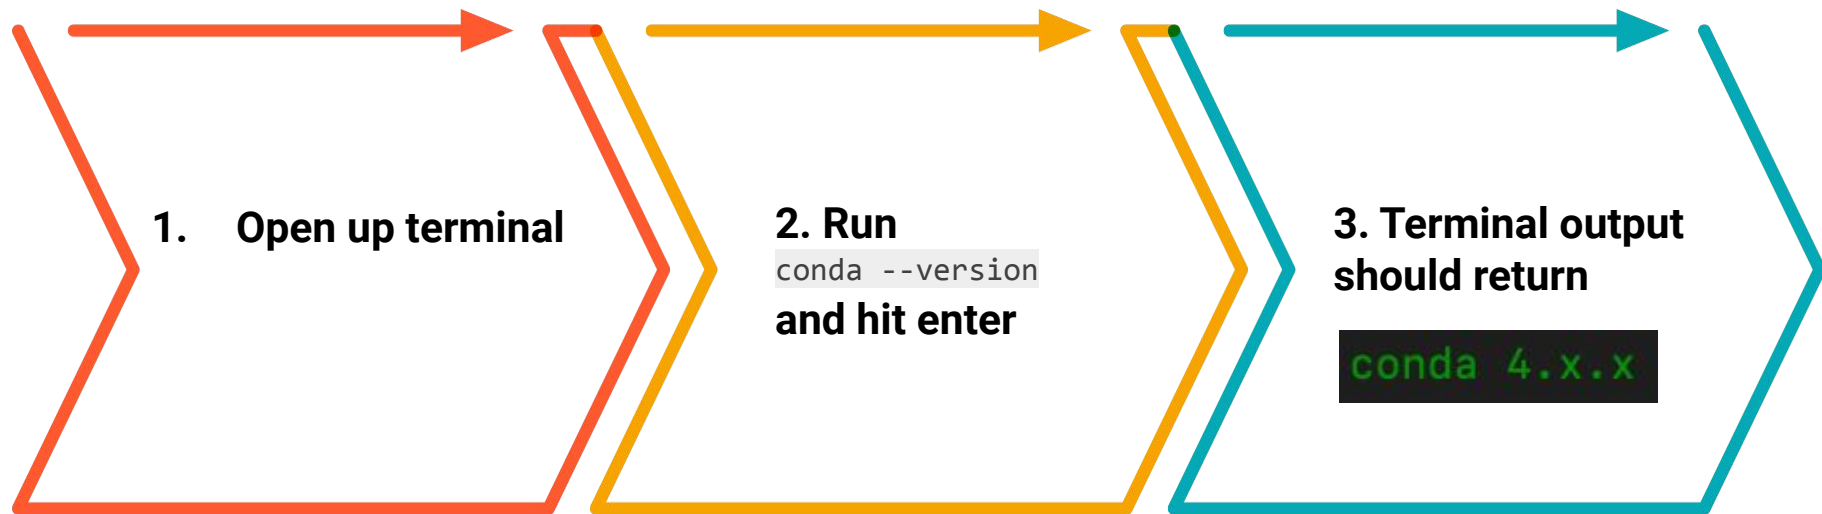 1. Open up terminal
2. Run
conda --version
and hit enter
3. Terminal output
should return
conda 4.x.x